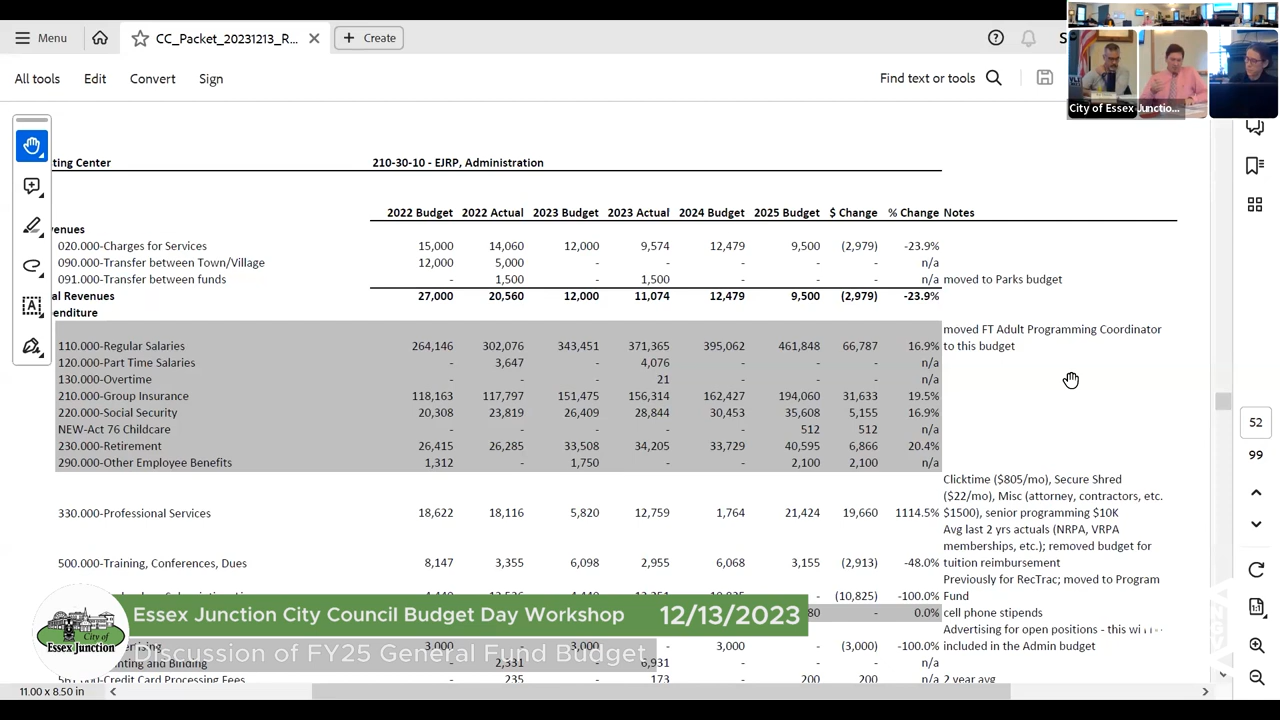 Menu CC_Packet_20231213_R... Create
All tools Edit Convert Sign Find text or tools
City of Essex Junctio...
ting Center 210-30-10 - EJRP, Administration
2022 Budget 2022 Actual 2023 Budget 2023 Actual 2024 Budget 2025 Budget $ Change % Change Notes
enues
020.000-Charges for Services 15,000 14,060 12,000 9,574 12,479 9,500 (2,979) -23.9%
090.000-Transfer between Town/Village 12,000 5,000 - - - - - n/a
091.000-Transfer between funds - 1,500 - 1,500 - - - n/a moved to Parks budget
al Revenues 27,000 20,560 12,000 11,074 12,479 9,500 (2,979) -23.9%
penditure
moved FT Adult Programming Coordinator
110.000-Regular Salaries 264,146 302,076 343,451 371,365 395,062 461,848 66,787 16.9% to this budget
120.000-Part Time Salaries - 3,647 - 4,076 - - - n/a
130.000-Overtime - - - 21 - - - n/a
210.000-Group Insurance 118,163 117,797 151,475 156,314 162,427 194,060 31,633 19.5%
220.000-Social Security 20,308 23,819 26,409 28,844 30,453 35,608 5,155 16.9%
NEW-Act 76 Childcare - - - - - 512 512 n/a
230.000-Retirement 26,415 26,285 33,508 34,205 33,729 40,595 6,866 20.4%
290.000-Other Employee Benefits 1,312 - 1,750 - - 2,100 2,100 n/a
Clicktime ($805/mo), Secure Shred
($22/mo), Misc (attorney, contractors, etc.
330.000-Professional Services 18,622 18,116 5,820 12,759 1,764 21,424 19,660 1114.5% $1500), senior programming $10K
Avg last 2 yrs actuals (NRPA, VRPA
memberships, etc.); removed budget for
500.000-Training, Conferences, Dues 8,147 3,355 6,098 2,955 6,068 3,155 (2,913) -48.0% tuition reimbursement
Previously for RecTrac; moved to Program
(10,825) -100.0% Fund
80 - 0.0% cell phone stipends
Advertising for open positions - this wi
3,000 - 3,000 - 3,000 - (3,000) -100.0% included in the Admin budget
nting and Binding - 2,331 - 6,931 - - - n/a
561.000-Credit Card Processing Fees - 235 - 173 - 200 200 n/a 2 year avg
52
99
City of
Essex Junction
Essex Junction City Council Budget Day Workshop 12/13/2023
Discussion of FY25 General Fund Budget
11.00 x 8.50 in